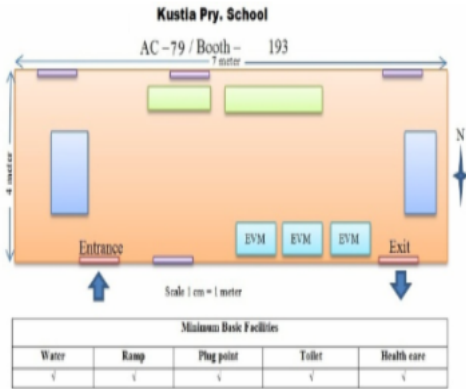 Kustia Pry. School
AC – 79 / Booth – 193
7 meter
4 meter
N
EVM EVM EVM
Entrance
Exit
Scale 1 cm = 1 meter
Minimum Basic Facilities
Water Ramp Plug point Toilet Health care
√ √ √ √ √